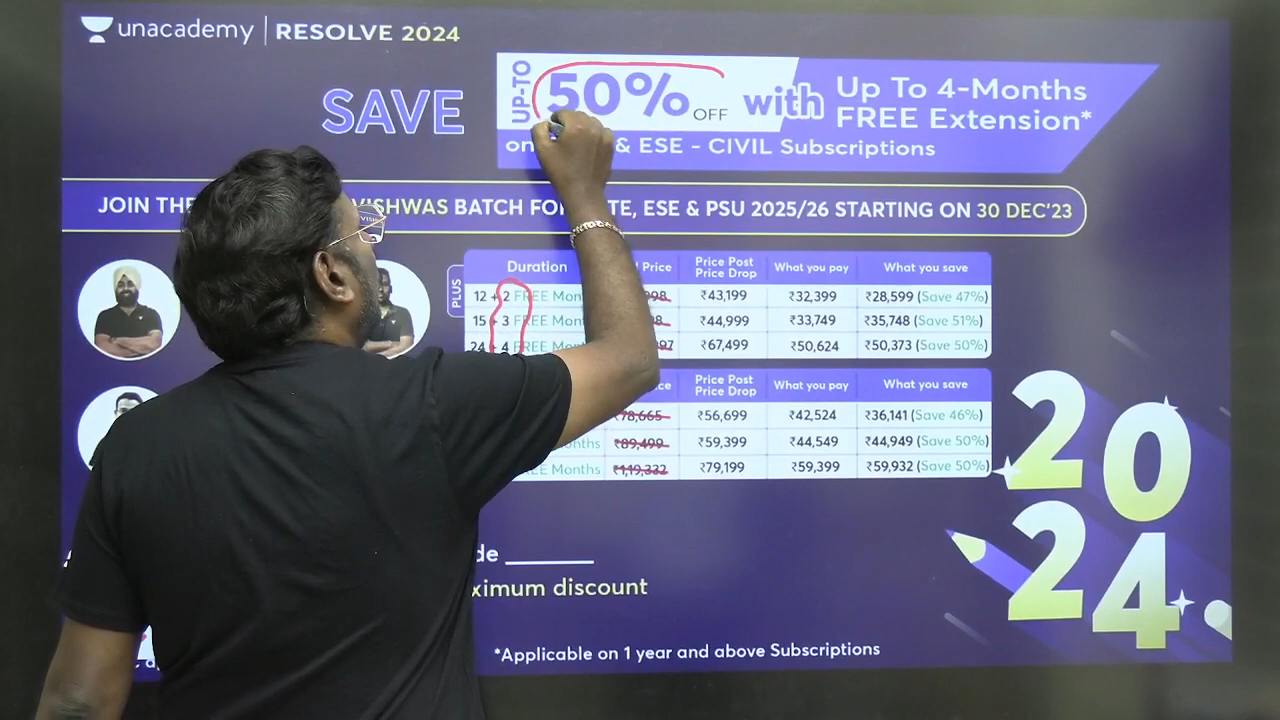 unacademy | RESOLVE 2024
SAVE UP-TO 50% OFF with Up To 4-Months FREE Extension*
on & ESE - CIVIL Subscriptions
JOIN THE VISHWAS BATCH FOR ESE & PSU 2025/26 STARTING ON 30 DEC'23
PLUS
Duration Price Price Post Price Drop What you pay What you save
12 + 2 FREE ₹43,199 ₹32,399 ₹28,599 (Save 47%)
15 + 3 FREE ₹44,999 ₹33,749 ₹35,748 (Save 51%)
24 + 4 FREE ₹67,499 ₹50,624 ₹50,373 (Save 50%)
Price Post Price Drop What you pay What you save
₹78,665 ₹56,699 ₹42,524 ₹36,141 (Save 46%)
FREE Months ₹89,499 ₹59,399 ₹44,549 ₹44,949 (Save 50%)
FREE Months ₹1,19,332 ₹79,199 ₹59,399 ₹59,932 (Save 50%)
20
24
discount
*Applicable on 1 year and above Subscriptions